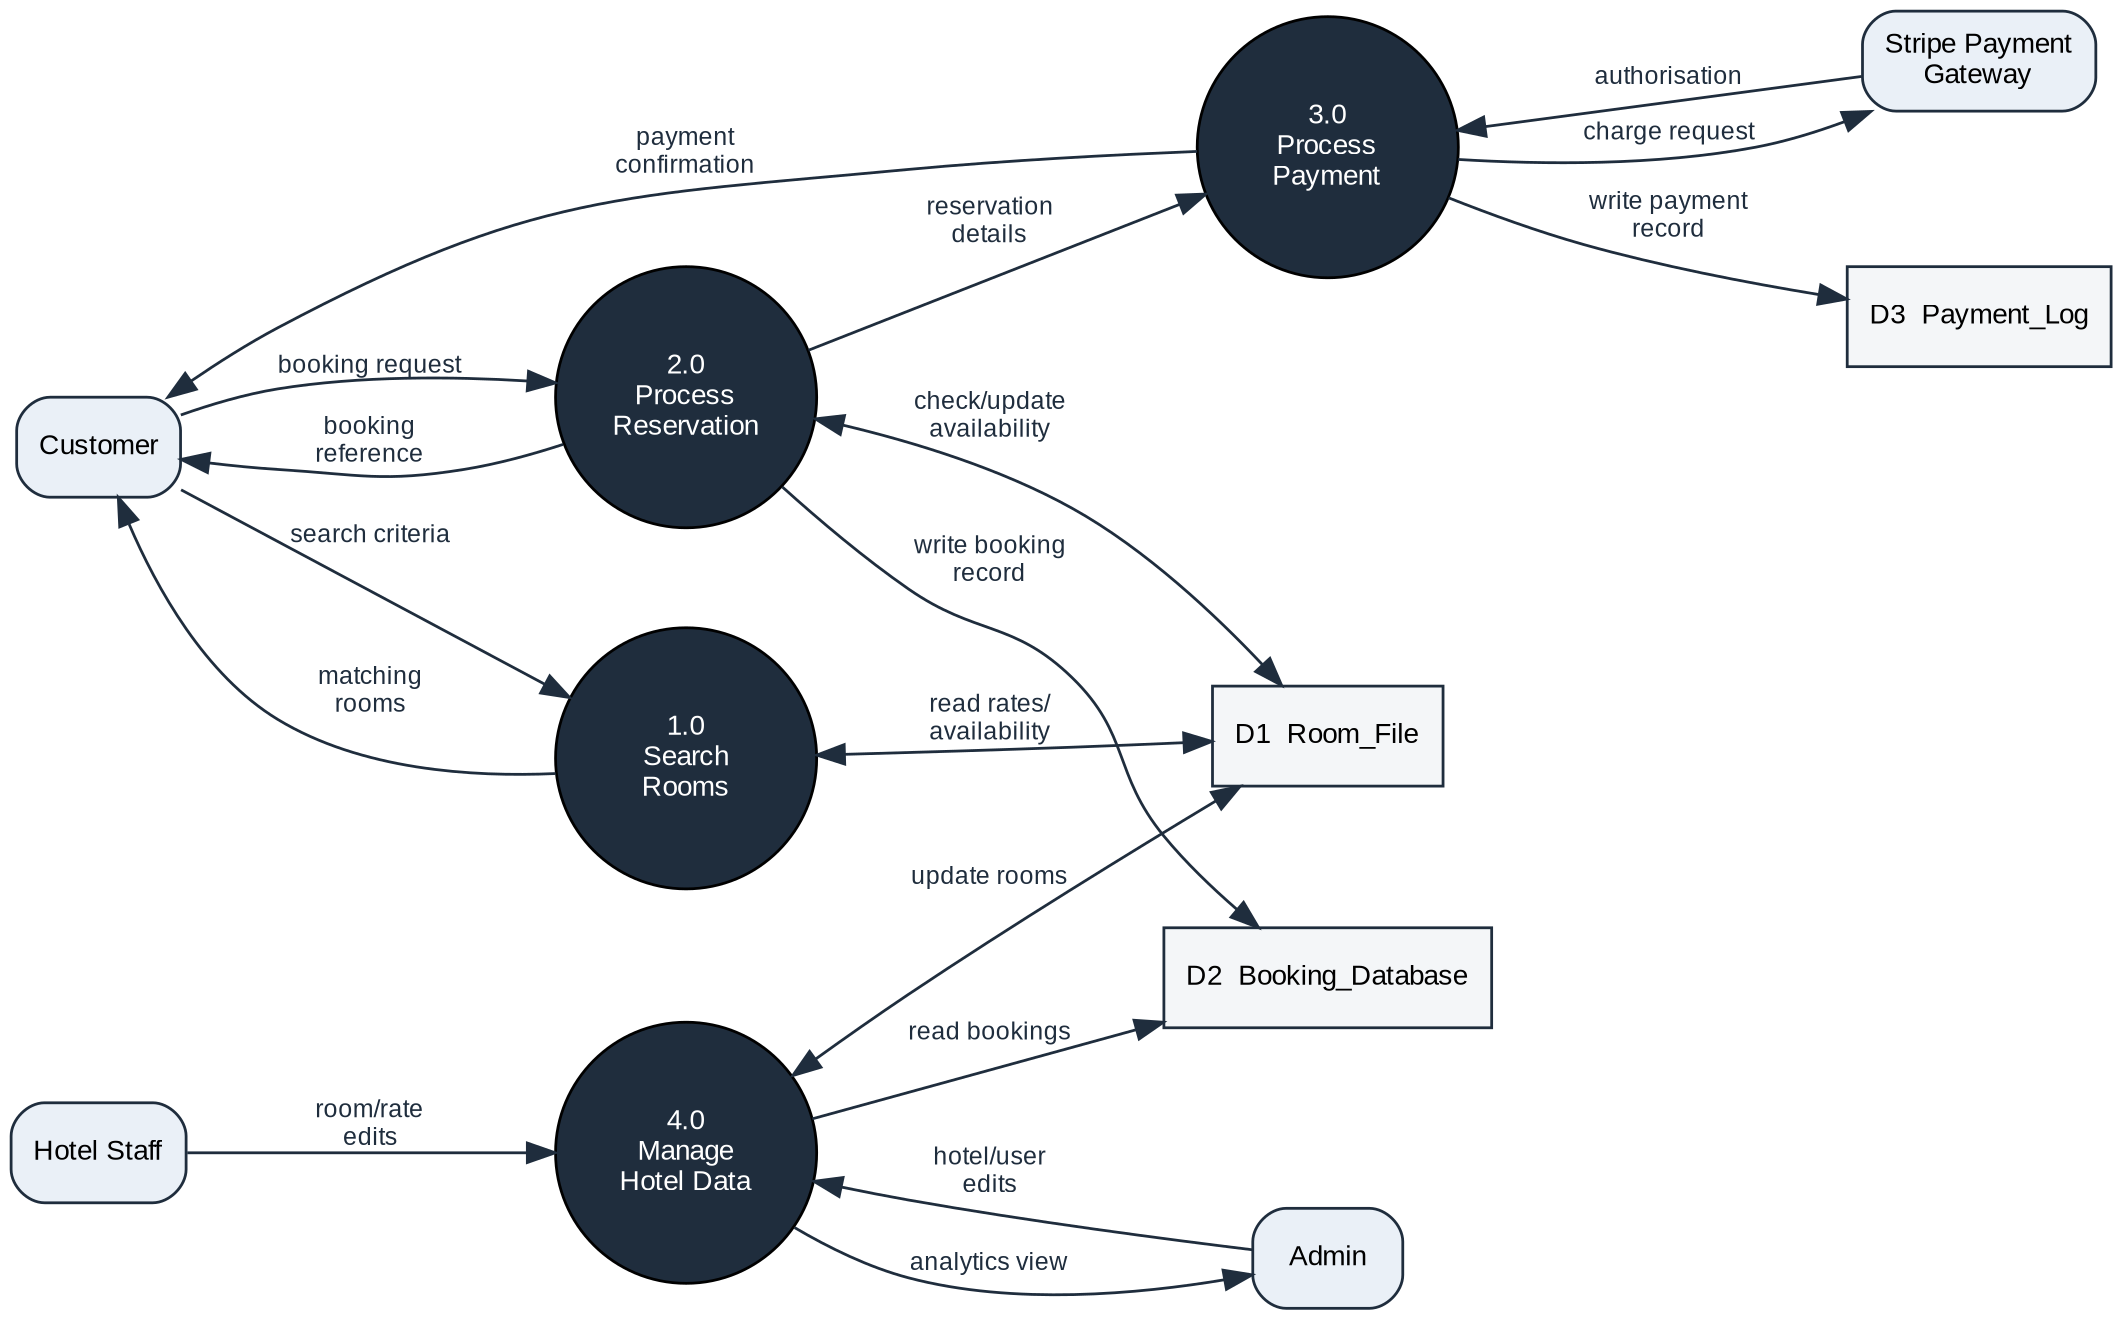 Stripe Payment
Gateway
authorisation
charge request
3.0
Process
Payment
payment
confirmation
write payment
record
reservation
details
D3  Payment_Log
booking request
2.0
Process
Reservation
check/update
availability
Customer
booking
reference
search criteria
write booking
record
matching
rooms
1.0
Search
Rooms
read rates/
availability
D1  Room_File
update rooms
D2  Booking_Database
read bookings
Hotel Staff
room/rate
edits
4.0
Manage
Hotel Data
hotel/user
edits
analytics view
Admin